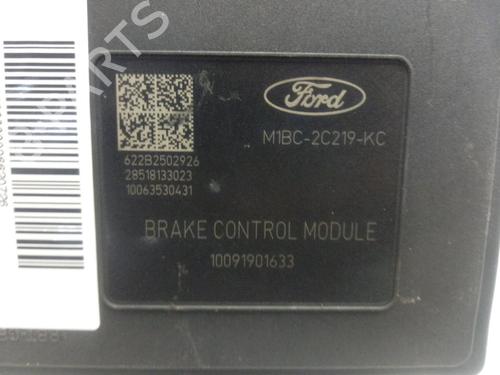 Ford
M1BC-2C219-KC
622B2502926
28518133023
10063530431
BRAKE CONTROL MODULE
10091901633